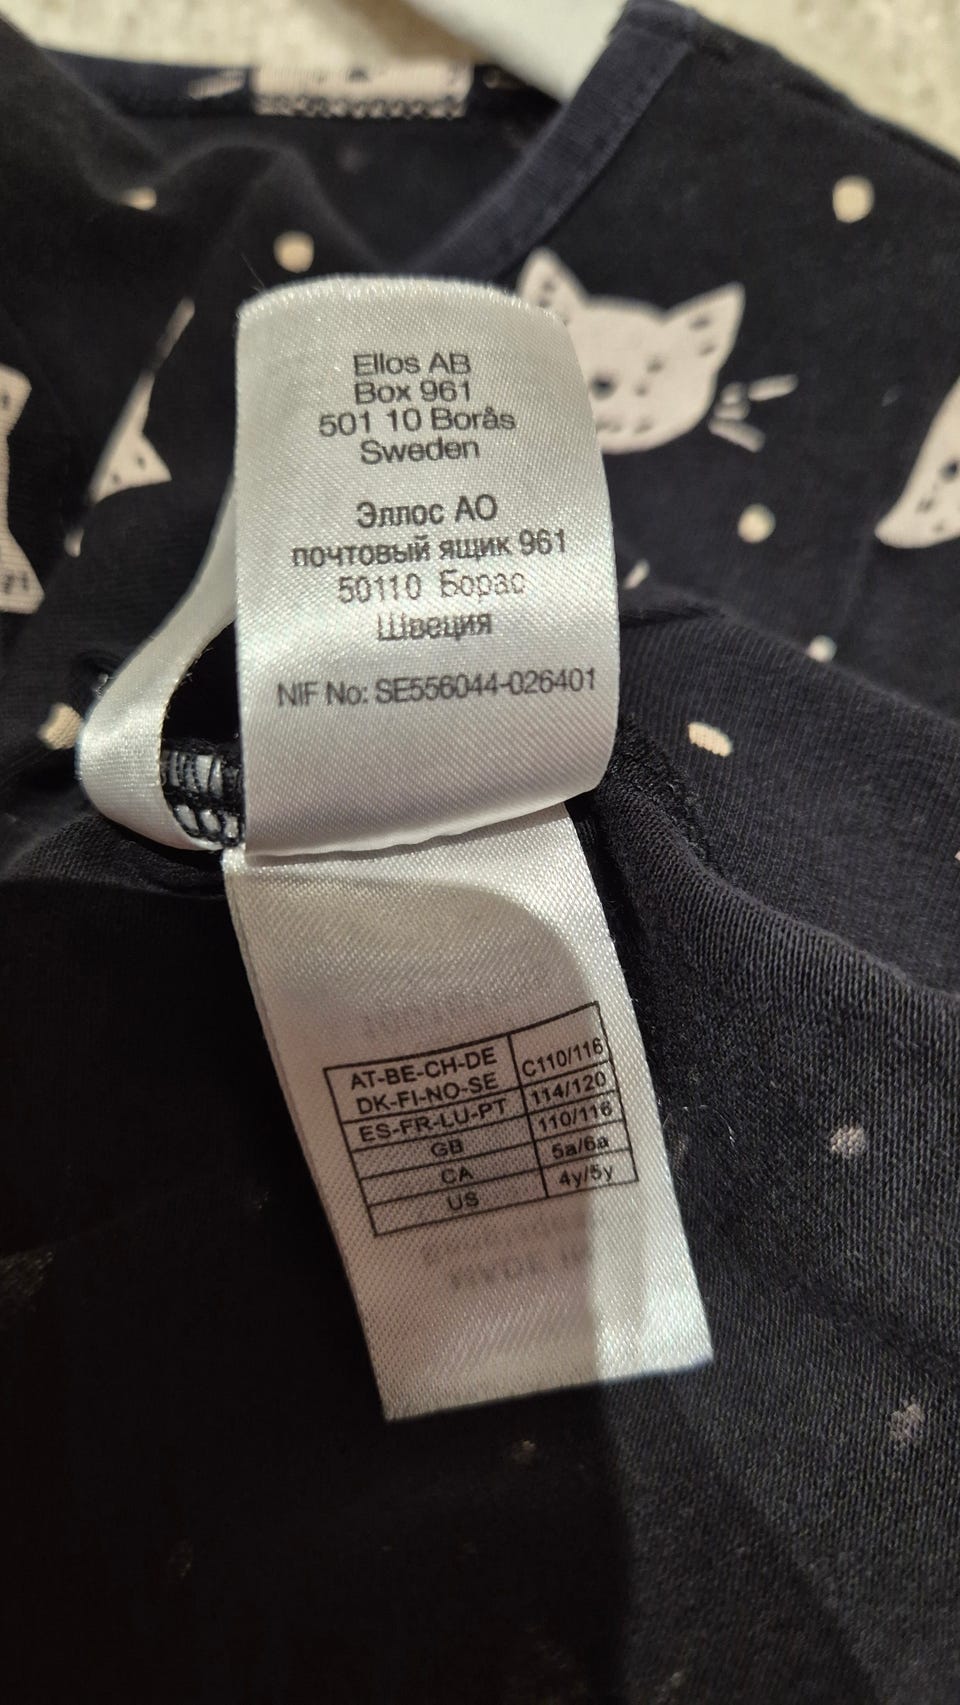 Ellos AB
Box 961
501 10 Borås
Sweden
Эллос АО
почтовый ящик 961
50110 Борас
Швеция
NIF No: SE556044-026401
AT-BE-CH-DE
DK-FI-NO-SE C110/116
ES-FR-LU-PT 114/120
GB 110/116
CA 5a/6a
US 4y/5y